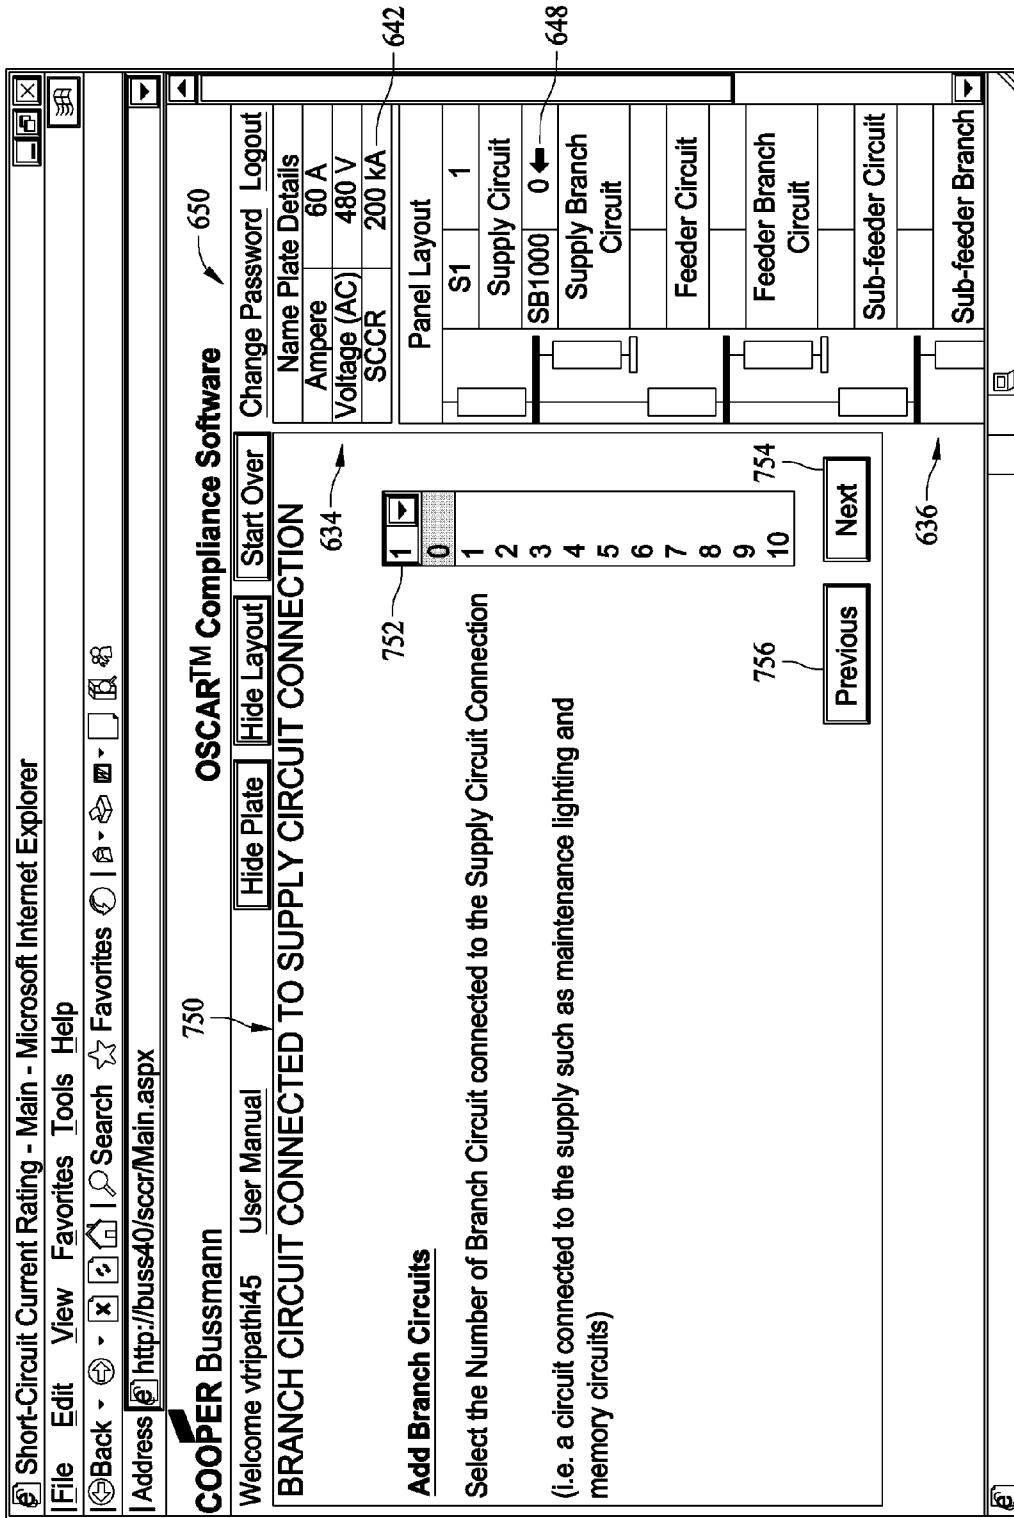 Short-Circuit Current Rating - Main - Microsoft Internet Explorer
File Edit View Favorites Tools Help
Back Search Favorites
Address http://buss40/sccr/Main.aspx
COOPER Bussmann
OSCAR™ Compliance Software
650
Welcome vtripathi45 User Manual
750
Hide Plate Hide Layout Start Over
Change Password Logout
BRANCH CIRCUIT CONNECTED TO SUPPLY CIRCUIT CONNECTION
634
Add Branch Circuits
Select the Number of Branch Circuit connected to the Supply Circuit Connection
(i.e. a circuit connected to the supply such as maintenance lighting and
memory circuits)
752
1
0
1
2
3
4
5
6
7
8
9
10
756
754
Previous Next
Name Plate Details
Ampere 60 A
Voltage (AC) 480 V
SCCR 200 kA
642
Panel Layout
S1 1
Supply Circuit
SB1000 0
648
Supply Branch
Circuit
Feeder Circuit
Feeder Branch
Circuit
Sub-feeder Circuit
Sub-feeder Branch
636